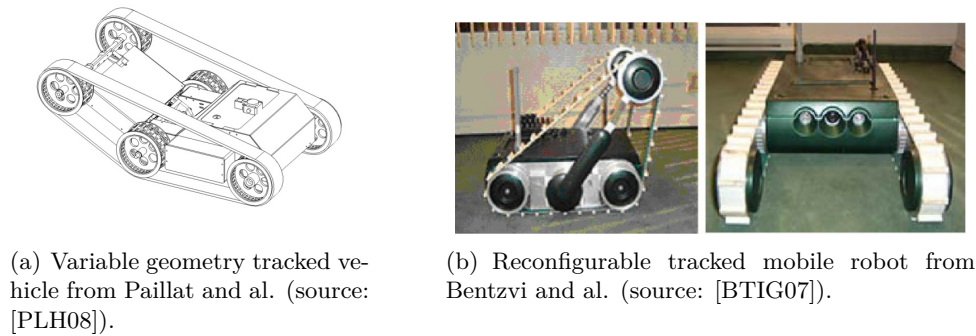 (a) Variable geometry tracked ve-
hicle from Paillat and al. (source:
[PLH08]).
(b) Reconfigurable tracked mobile robot from
Bentzvi and al. (source: [BTIG07]).